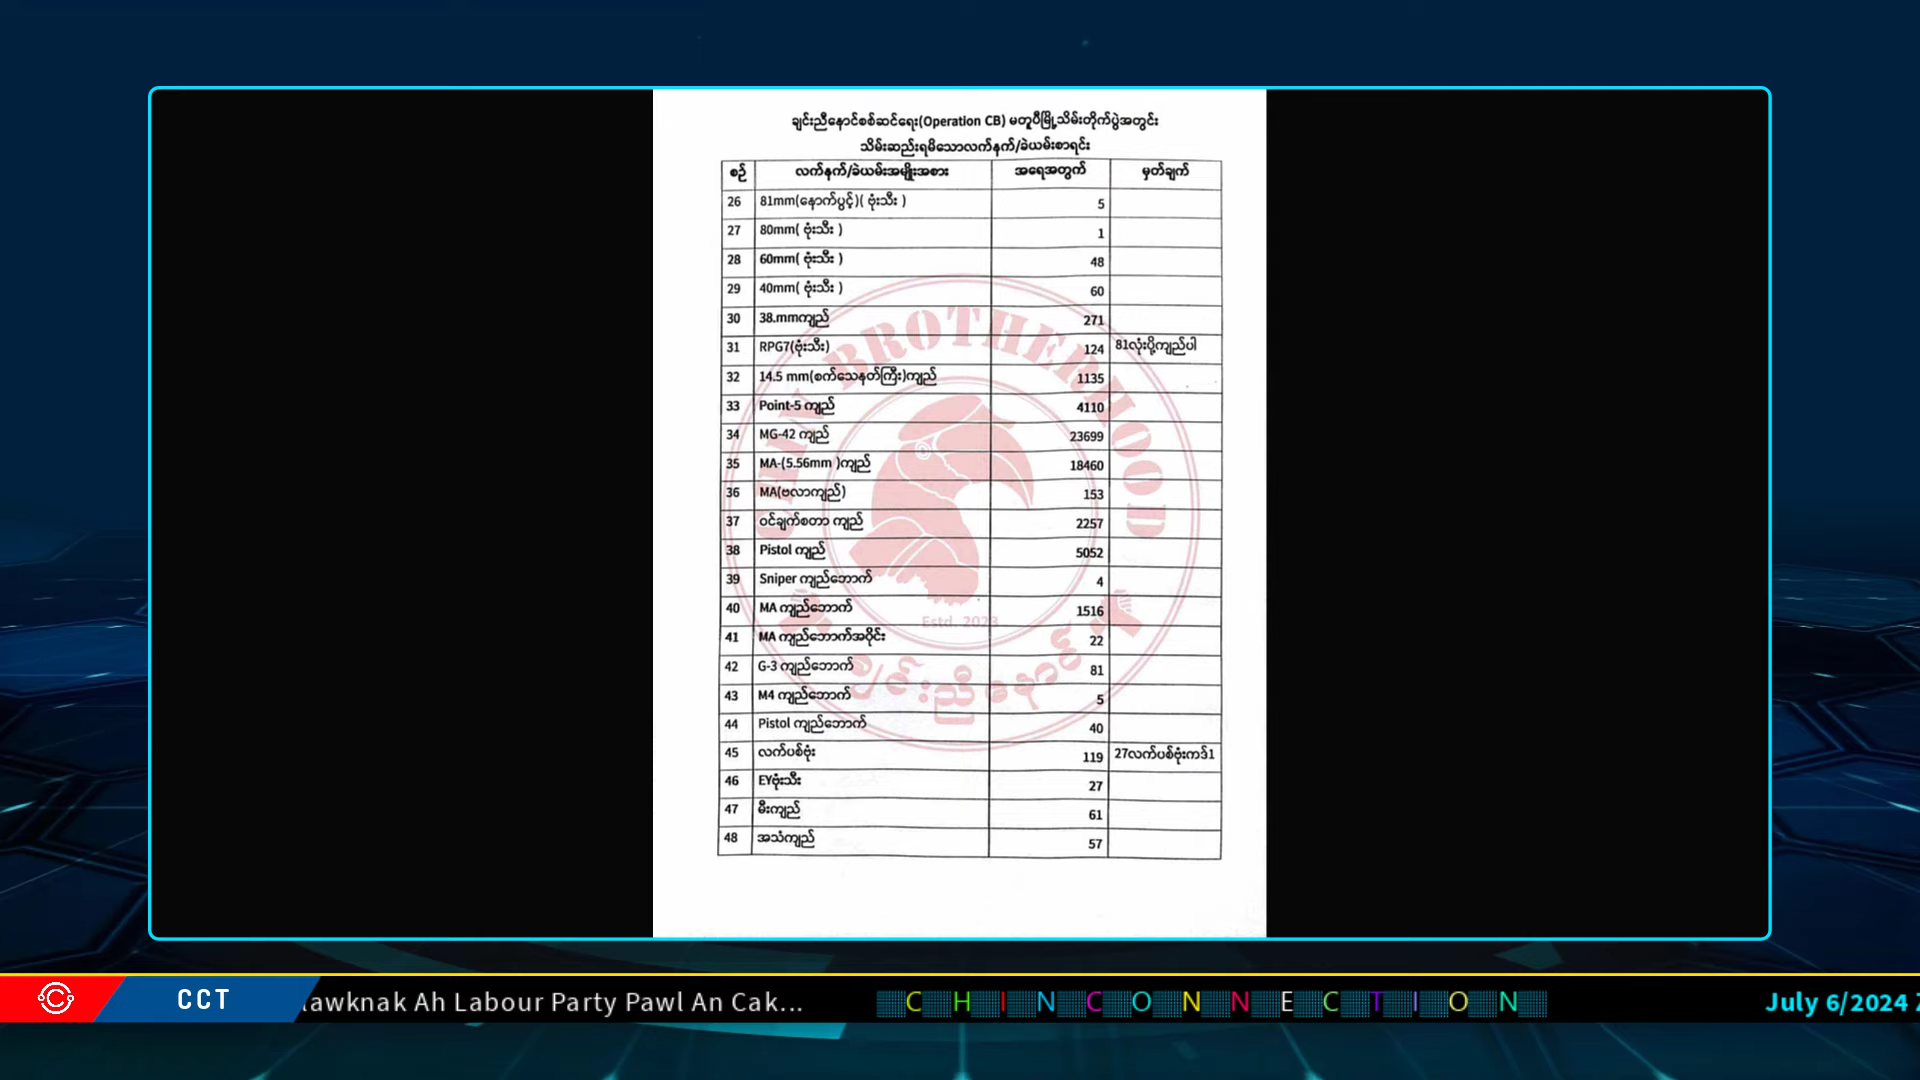 ချင်းညီနောင်စစ်ဆင်ရေး(Operation CB) မတူပီမြို့သိမ်းတိုက်ပွဲအတွင်း
သိမ်းဆည်းရမိသောလက်နက်/ခဲယမ်းစာရင်း
စဉ် လက်နက်/ခဲယမ်းအမျိုးအစား အရေအတွက် မှတ်ချက်
26 81mm(နောက်ပွင့်)( ဗုံးသီး ) 5
27 80mm( ဗုံးသီး ) 1
28 60mm( ဗုံးသီး ) 48
29 40mm( ဗုံးသီး ) 60
30 38.mmကျည် 271
31 RPG7(ဗုံးသီး) 124 81လုံးပို့ကျည်ပါ
32 14.5 mm(စက်သေနတ်ကြီး)ကျည် 1135
33 Point-5 ကျည် 4110
34 MG-42 ကျည် 23699
35 MA-(5.56mm )ကျည် 18460
36 MA(ဗလာကျည်) 153
37 ဝင်ချက်စတာ ကျည် 2257
38 Pistol ကျည် 5052
39 Sniper ကျည်ဘောက် 4
40 MA ကျည်ဘောက် 1516
41 MA ကျည်ဘောက်အဝိုင်း 22
42 G-3 ကျည်ဘောက် 81
43 M4 ကျည်ဘောက် 5
44 Pistol ကျည်ဘောက် 40
45 လက်ပစ်ဗုံး 119 27လက်ပစ်ဗုံးကဒ်1
46 EYဗုံးသီး 27
47 မီးကျည် 61
48 အသံကျည် 57
CHIN BROTHERHOOD
Estd. 2023
ချင်းညီနောင်
CCT
lawknak Ah Labour Party Pawl An Cak...
CHIN CONNECTION
July 6/2024